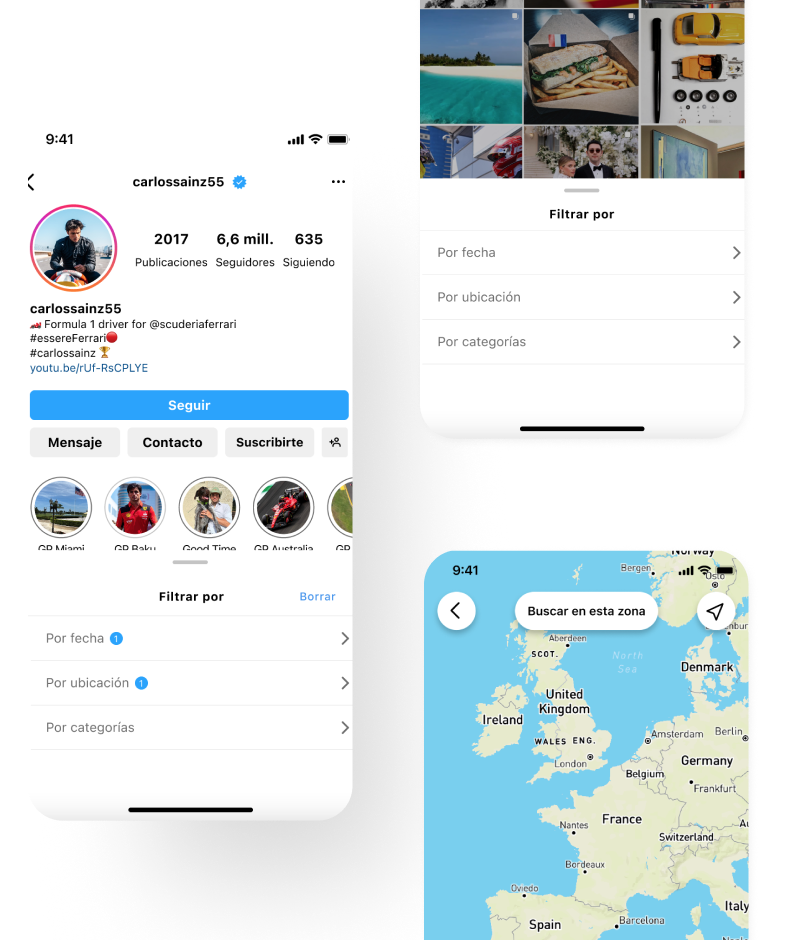 9:41
carlossainz55
2017 6,6 mill. 635
Publicaciones Seguidores Siguiendo
carlossainz55
🏎️ Formula 1 driver for @scuderiaferrari
#essereFerrari🔴
#carlossainz 🏆
youtu.be/rUf-RsCPLYE
Seguir
Mensaje Contacto Suscribirte
GP Miami GP Baku Good Time GP Australia GP
Filtrar por Borrar
Por fecha 1
Por ubicación 1
Por categorías
Filtrar por
Por fecha
Por ubicación
Por categorías
Norway
9:41
Bergen
Oslo
Buscar en esta zona
Aberdeen
SCOT.
North
Sea
Denmark
United
Kingdom
Ireland
WALES ENG.
Amsterdam Berlin
London
Belgium
Germany
Frankfurt
Nantes
France
Switzerland
Bordeaux
Oviedo
Italy
Barcelona
Spain